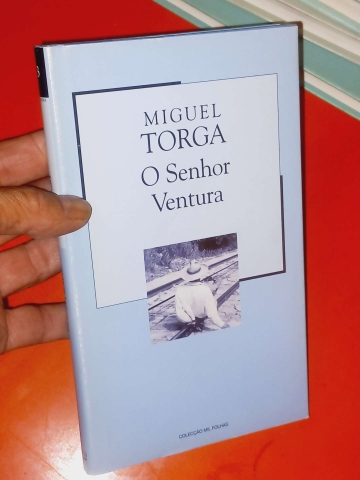 MIGUEL
TORGA
O Senhor
Ventura
COLECÇÃO MIL FOLHAS